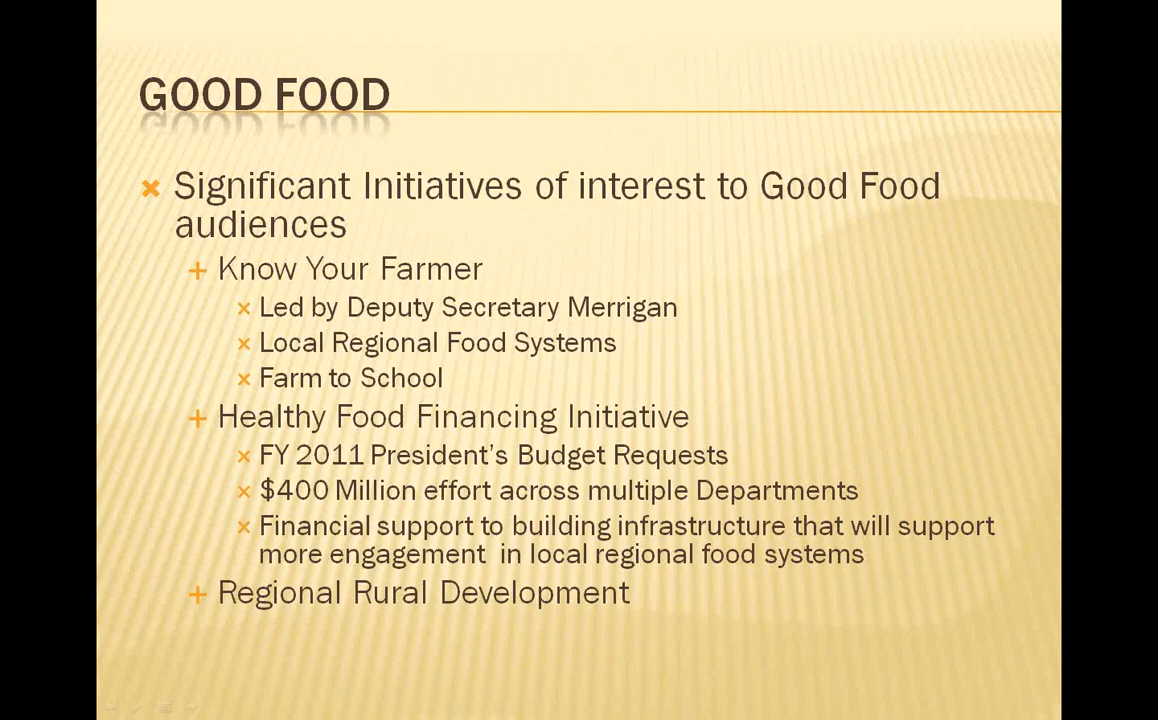 GOOD FOOD
Significant Initiatives of interest to Good Food
audiences
Know Your Farmer
Led by Deputy Secretary Merrigan
Local Regional Food Systems
Farm to School
Healthy Food Financing Initiative
FY 2011 President's Budget Requests
$400 Million effort across multiple Departments
Financial support to building infrastructure that will support
more engagement  in local regional food systems
Regional Rural Development